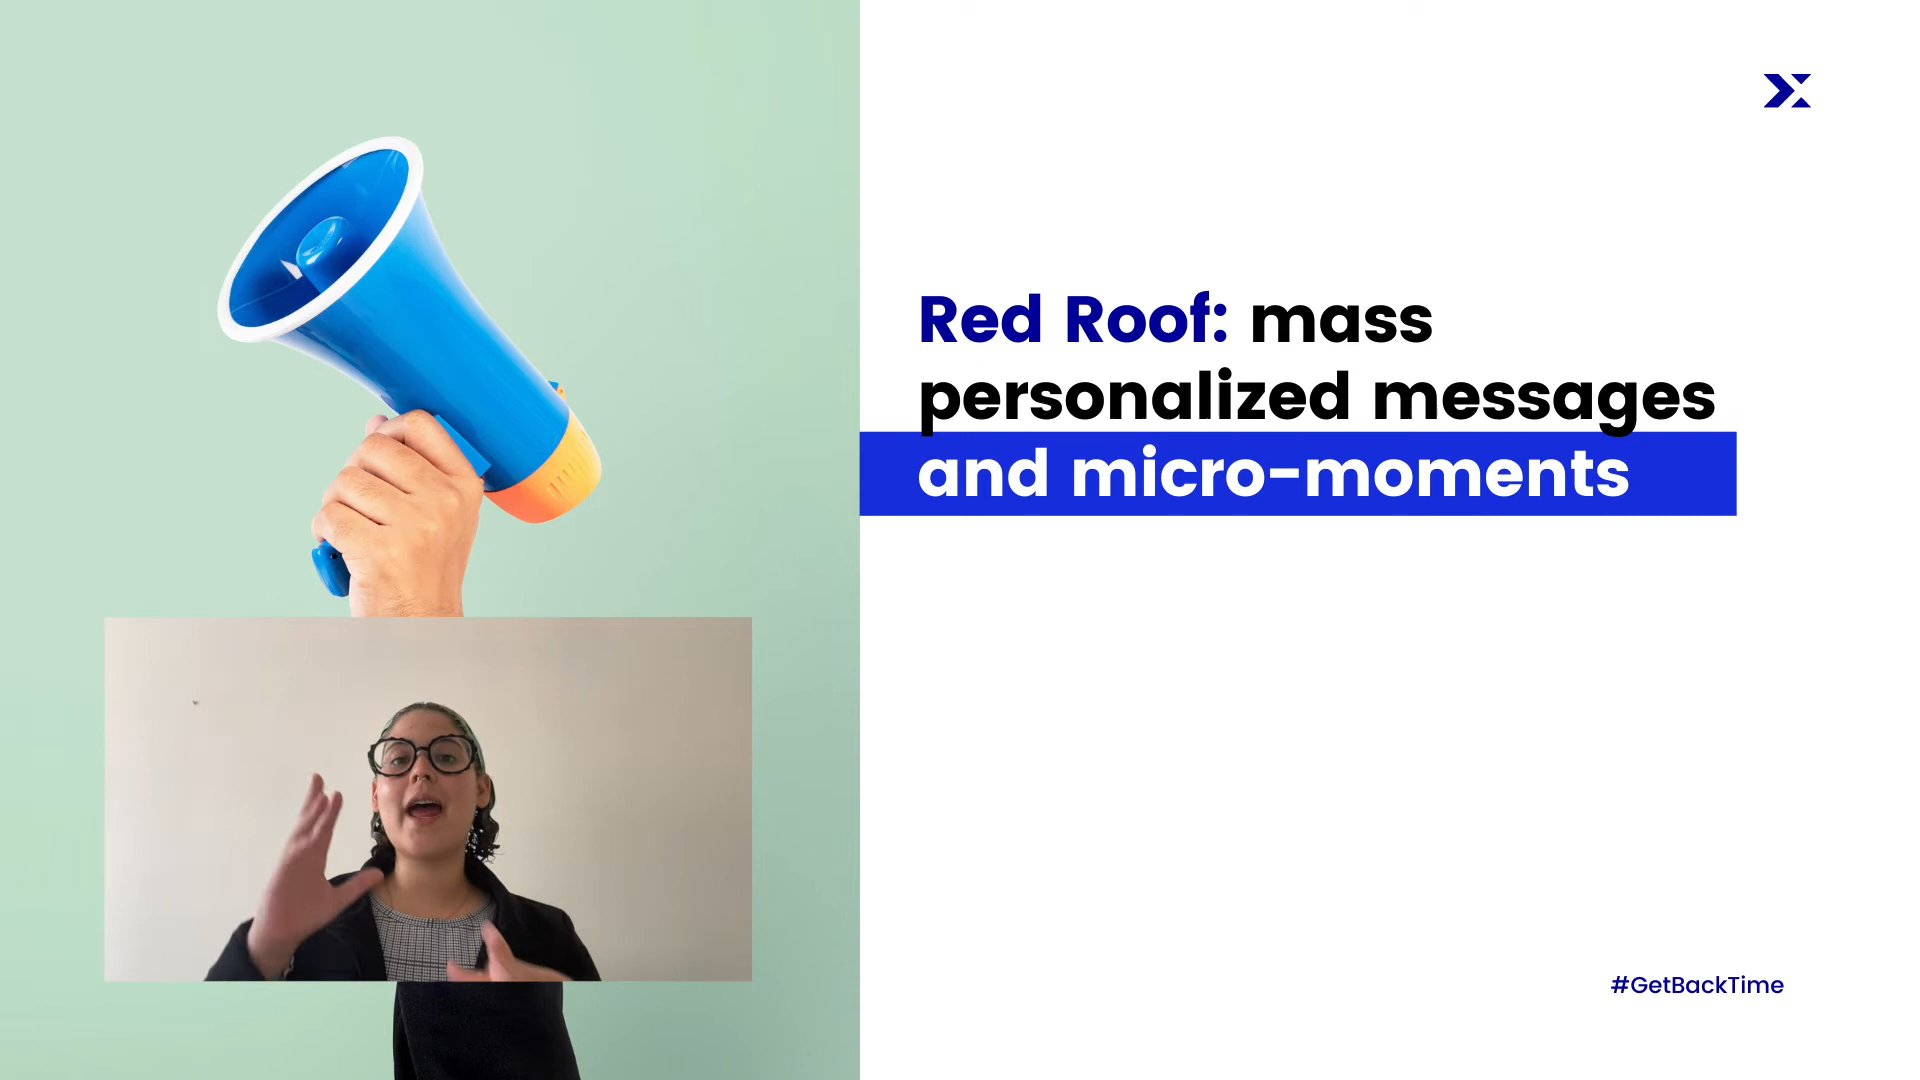 Red Roof: mass
personalized messages
and micro-moments
#GetBackTime